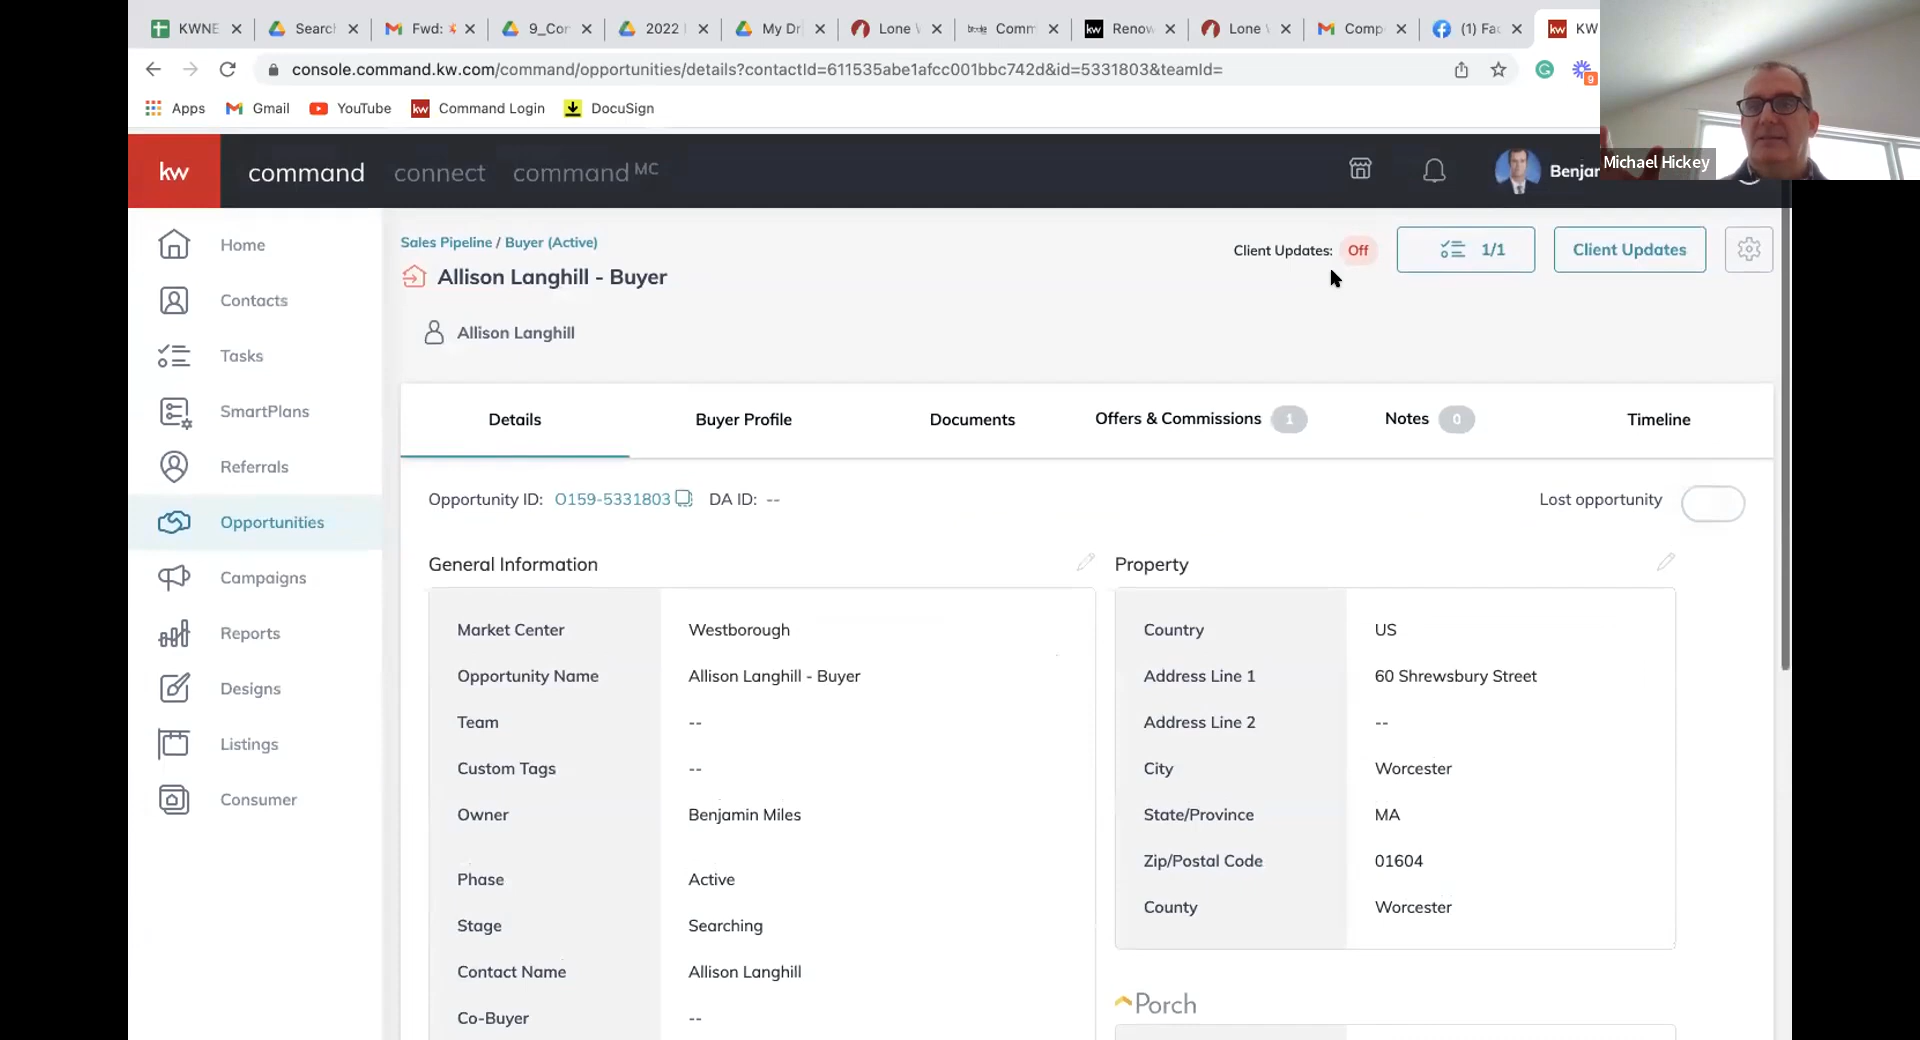 KWNE
Search
Fwd:
9_Cor
2022
My Dr
Lone
Comm
Renov
Lone
Comp
(1) Fac
KW
console.command.kw.com/command/opportunities/details?contactId=611535abe1afcc001bbc742d&id=5331803&teamId=
9
Apps
Gmail
YouTube
kw
Command Login
DocuSign
kw
command
connect
command MC
Benjar
Michael Hickey
Home
Contacts
Tasks
SmartPlans
Referrals
Opportunities
Campaigns
Reports
Designs
Listings
Consumer
Sales Pipeline / Buyer (Active)
Allison Langhill - Buyer
Allison Langhill
Client Updates: Off
1/1
Client Updates
Details
Buyer Profile
Documents
Offers & Commissions 1
Notes 0
Timeline
Opportunity ID: O159-5331803 DA ID: --
Lost opportunity
General Information
Market Center Westborough
Opportunity Name Allison Langhill - Buyer
Team --
Custom Tags --
Owner Benjamin Miles
Phase Active
Stage Searching
Contact Name Allison Langhill
Co-Buyer --
Property
Country US
Address Line 1 60 Shrewsbury Street
Address Line 2 --
City Worcester
State/Province MA
Zip/Postal Code 01604
County Worcester
Porch